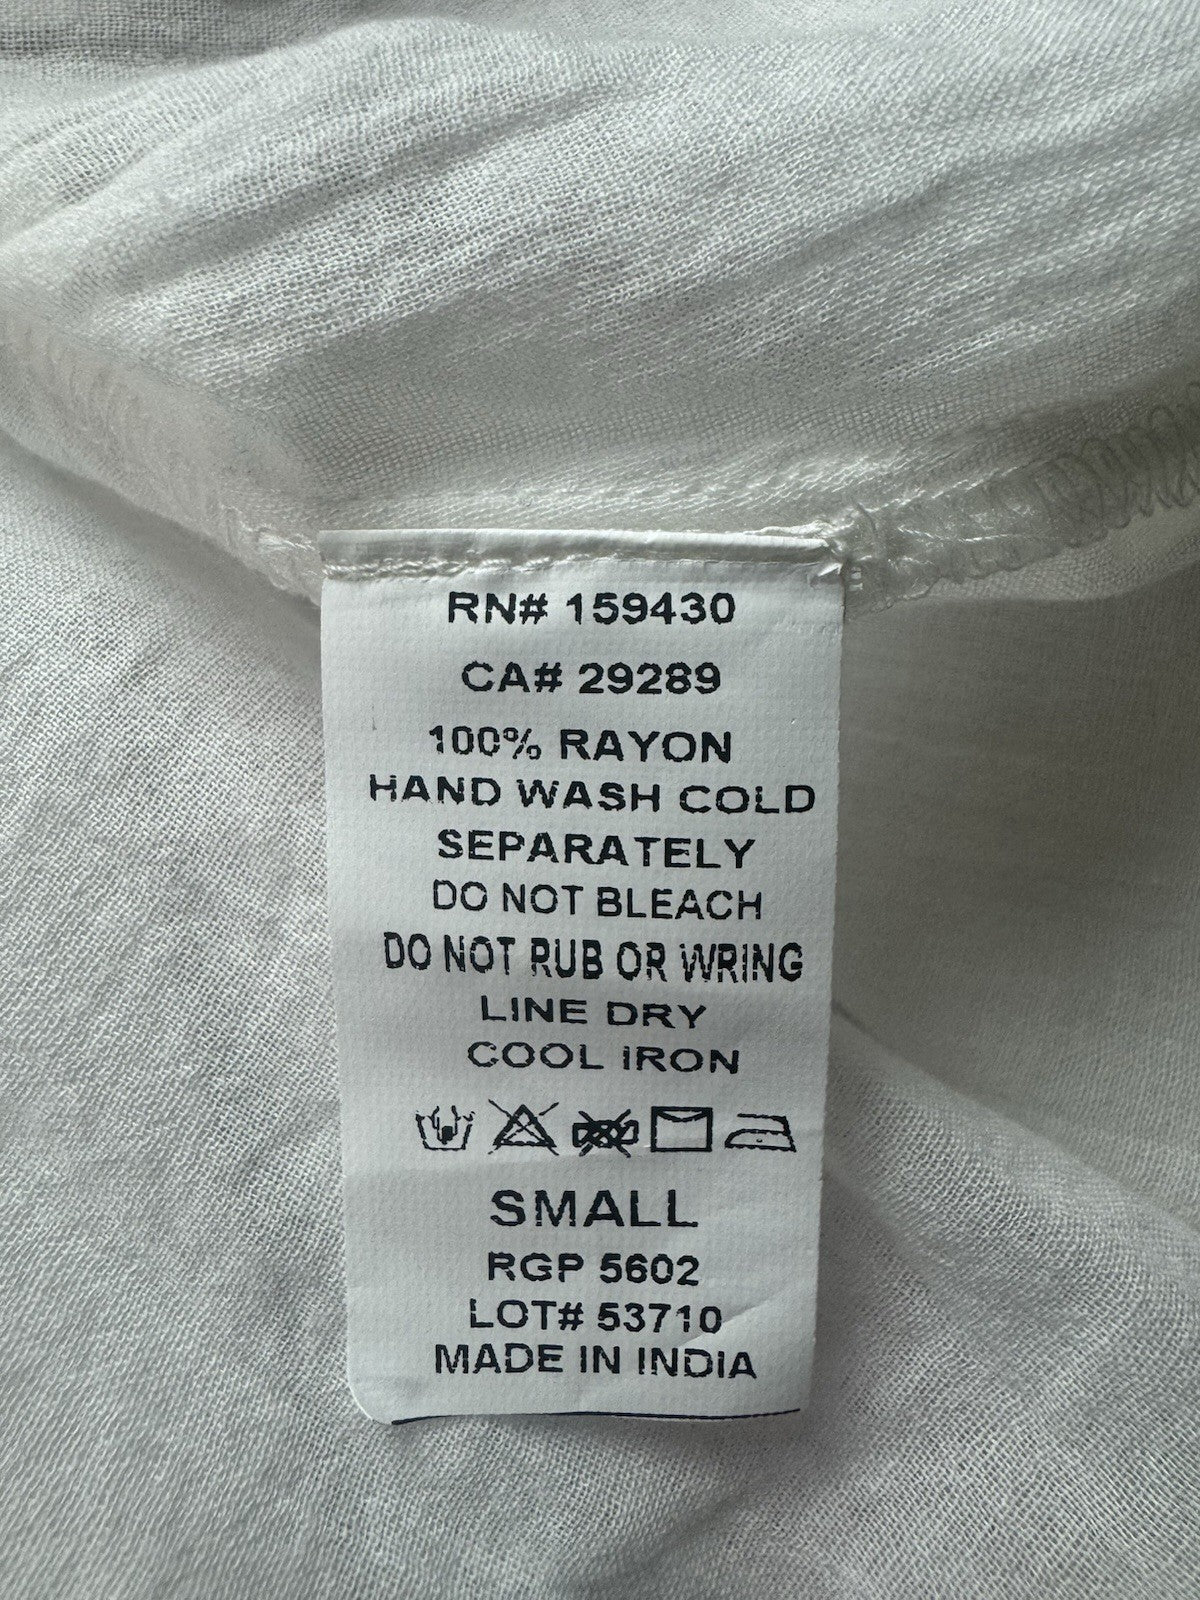 RN# 159430
CA# 29289
100% RAYON
HAND WASH COLD
SEPARATELY
DO NOT BLEACH
DO NOT RUB OR WRING
LINE DRY
COOL IRON
SMALL
RGP 5602
LOT# 53710
MADE IN INDIA